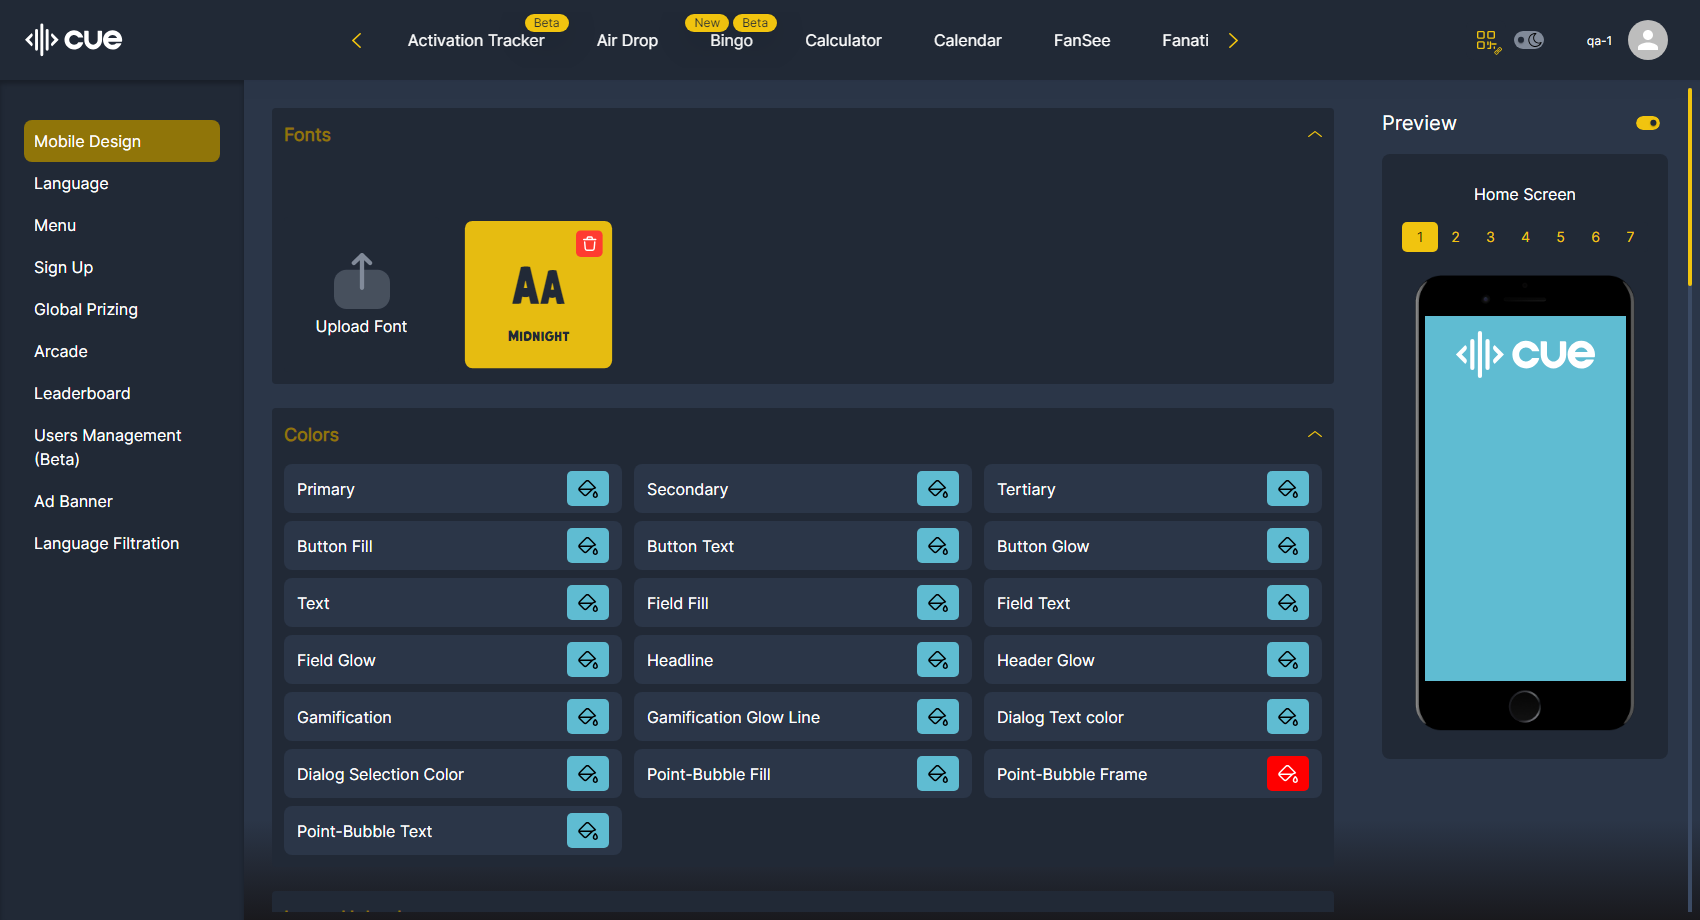 cue
Beta
New
Beta
Activation Tracker
Air Drop
Bingo
Calculator
Calendar
FanSee
Fanati
qa-1
Mobile Design
Language
Menu
Sign Up
Global Prizing
Arcade
Leaderboard
Users Management
(Beta)
Ad Banner
Language Filtration
Fonts
Upload Font
AA
MIDNIGHT
Colors
Primary
Secondary
Tertiary
Button Fill
Button Text
Button Glow
Text
Field Fill
Field Text
Field Glow
Headline
Header Glow
Gamification
Gamification Glow Line
Dialog Text color
Dialog Selection Color
Point-Bubble Fill
Point-Bubble Frame
Point-Bubble Text
Preview
Home Screen
1 2 3 4 5 6 7
cue